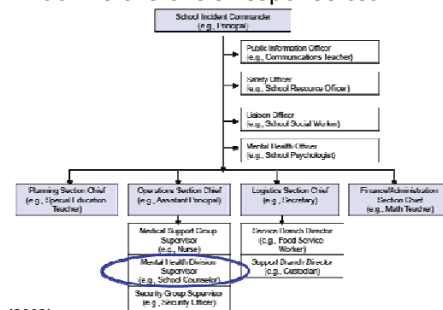 School Incident Commander
(e.g., Principal)
Public Information Officer
(e.g., Communications Teacher)
Safety Officer
(e.g., School Resource Officer)
Liaison Officer
(e.g., School Social Worker)
Mental Health Officer
(e.g., School Psychologist)
Planning Section Chief
(e.g., Special Education
Teacher)
Operations Section Chief
(e.g., Assistant Principal)
Logistics Section Chief
(e.g., Secretary)
Finance/Administration
Section Chief
(e.g., Math Teacher)
Medical Support Group
Supervisor
(e.g., Nurse)
Mental Health Division
Supervisor
(e.g., School Counselor)
Security Group Supervisor
(e.g., Security Officer)
Service Branch Director
(e.g., Food Service
Worker)
Support Branch Director
(e.g., Custodian)